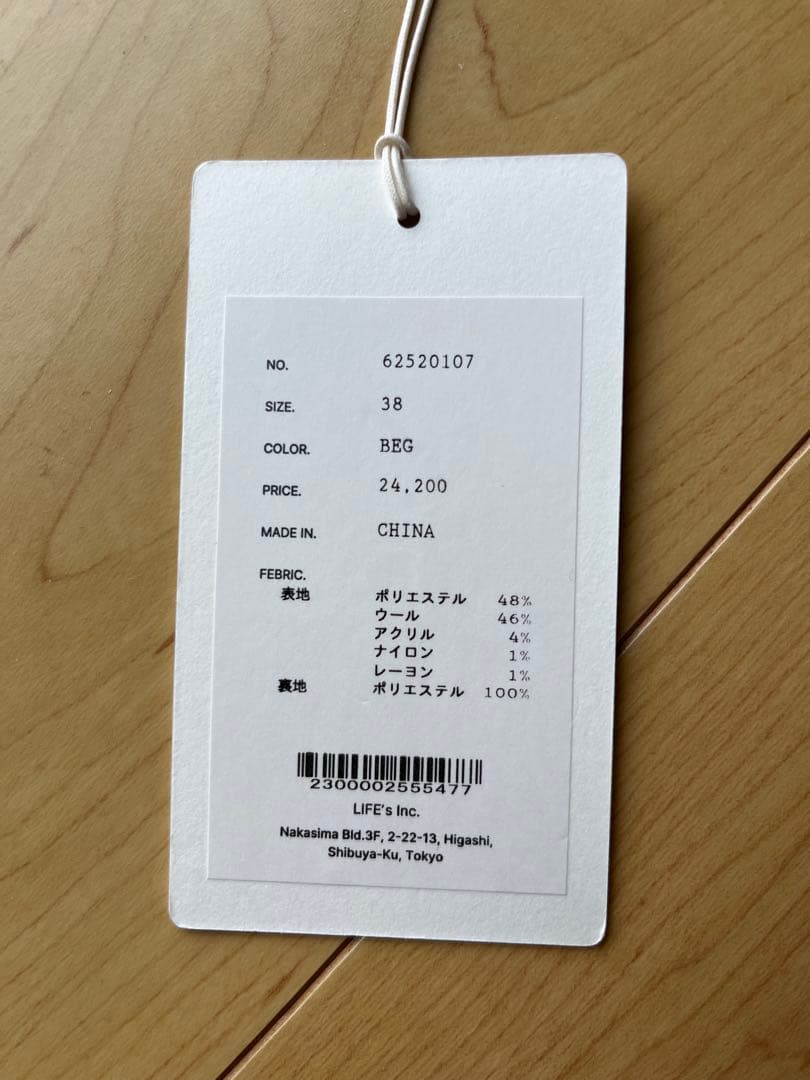 NO. 62520107
SIZE. 38
COLOR. BEG
PRICE. 24,200
MADE IN. CHINA
FEBRIC.
表地 ポリエステル 48%
ウール 46%
アクリル 4%
ナイロン 1%
レーヨン 1%
裏地 ポリエステル 100%
2300002555477
LIFE's Inc.
Nakasima Bld.3F, 2-22-13, Higashi,
Shibuya-Ku, Tokyo